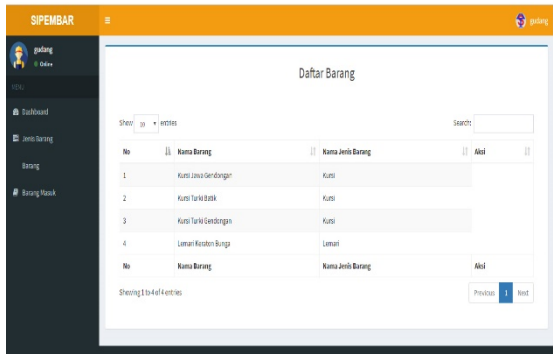 SIPEMBAR
gudang
gudang
Online
MENU
Dashboard
Jenis Barang
Barang
Barang Masuk
Daftar Barang
Show 10 entries
Search:
No Nama Barang Nama Jenis Barang Aksi
1 Kursi Jawa Gendongan Kursi
2 Kursi Turki Batik Kursi
3 Kursi Turki Gendongan Kursi
4 Lemari Keraton Bunga Lemari
No Nama Barang Nama Jenis Barang Aksi
Showing 1 to 4 of 4 entries
Previous 1 Next